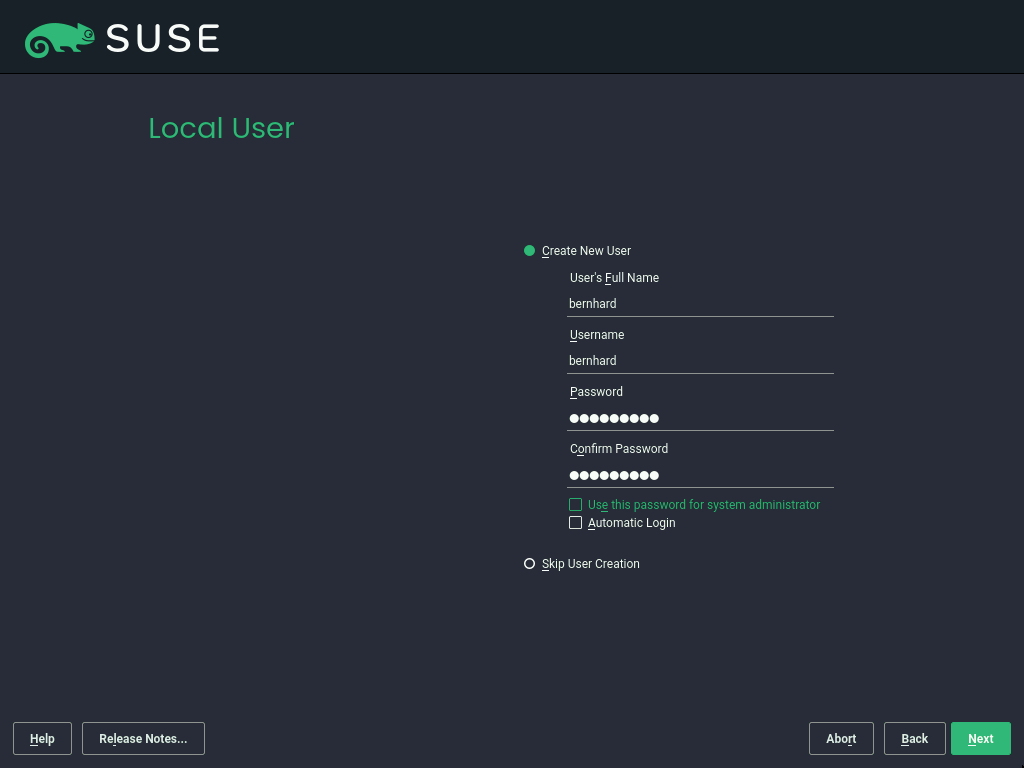 SUSE
Local User
Create New User
User's Full Name
bernhard
Username
bernhard
Password
●●●●●●●●●
Confirm Password
●●●●●●●●●
Use this password for system administrator
Automatic Login
Skip User Creation
Help Release Notes... Abort Back Next